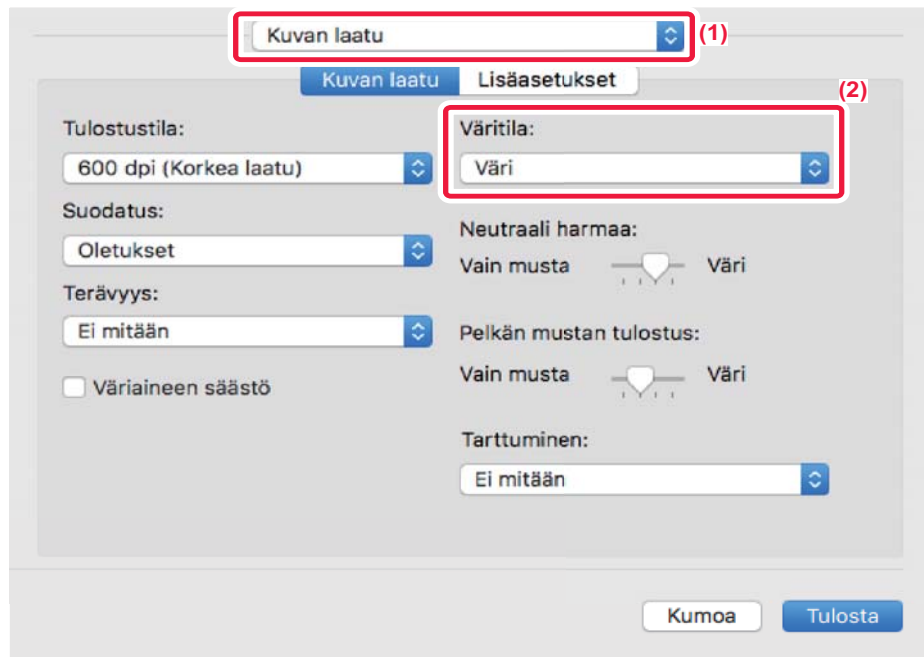 Kuvan laatu
(1)
Kuvan laatu
Lisäasetukset
(2)
Tulostustila:
600 dpi (Korkea laatu)
Suodatus:
Oletukset
Terävyys:
Ei mitään
Väriaineen säästö
Väritila:
Väri
Neutraali harmaa:
Vain musta Väri
Pelkän mustan tulostus:
Vain musta Väri
Tarttuminen:
Ei mitään
Kumoa
Tulosta